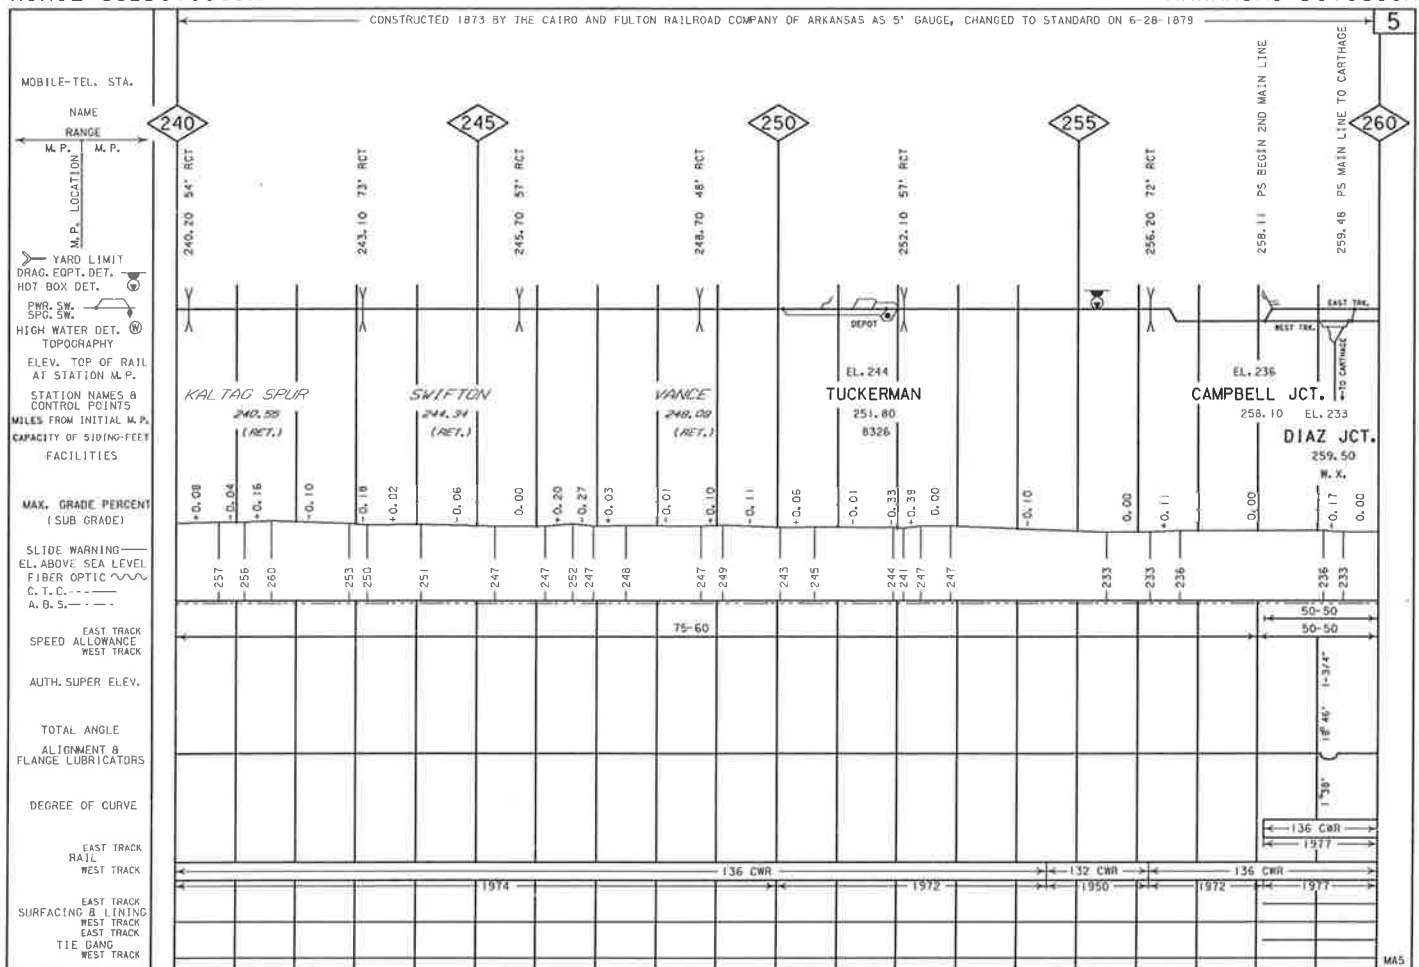 CONSTRUCTED 1873 BY THE CAIRO AND FULTON RAILROAD COMPANY OF ARKANSAS AS 5' GAUGE, CHANGED TO STANDARD ON 6-28-1879
5
MOBILE-TEL. STA.
NAME
RANGE
M.P. M.P.
M.P. LOCATION
240 245 250 255 260
240.20 54' RCT
243.10 73' RCT
245.70 57' RCT
248.70 48' RCT
252.10 57' RCT
256.20 72' RCT
258.11 PS BEGIN 2ND MAIN LINE
259.46 PS MAIN LINE TO CARTHAGE
YARD LIMIT
DRAG. EQPT. DET.
HOT BOX DET.
PWR. SW.
SPG. SW.
HIGH WATER DET. W
TOPOGRAPHY
DEPOT
EAST TRK.
WEST TRK.
TO CARTHAGE
ELEV. TOP OF RAIL
AT STATION M.P.
EL.244 EL.236
STATION NAMES &
CONTROL POINTS
KALTAG SPUR SWIFTON VANCE TUCKERMAN CAMPBELL JCT.
MILES FROM INITIAL M.P.
240.55 244.34 248.09 251.80 258.10 EL.233
CAPACITY OF SIDING-FEET
(RET.) (RET.) (RET.) 8326 DIAZ JCT.
FACILITIES
259.50
W.X.
MAX. GRADE PERCENT
(SUB GRADE)
+0.08 -0.04 +0.16 -0.10 -0.18 +0.02 -0.06 0.00 +0.20 -0.27 +0.03 -0.01 +0.10 -0.11 +0.06 -0.01 -0.33 +0.39 0.00 -0.10 0.00 +0.11 0.00 -0.17 0.00
SLIDE WARNING
EL. ABOVE SEA LEVEL
FIBER OPTIC
C.T.C.
A.B.S.
257 256 260 253 250 251 247 247 252 247 248 247 249 243 245 244 241 247 247 233 233 236 236 233
EAST TRACK
SPEED ALLOWANCE
WEST TRACK
50-50
75-60 50-50
AUTH. SUPER ELEV.
1-3/4"
TOTAL ANGLE
18° 46'
ALIGNMENT &
FLANGE LUBRICATORS
DEGREE OF CURVE
1°38'
EAST TRACK
RAIL
WEST TRACK
136 CWR
1977
136 CWR 132 CWR 136 CWR
1974 1972 1950 1972 1977
EAST TRACK
SURFACING & LINING
WEST TRACK
EAST TRACK
TIE GANG
WEST TRACK
MA5